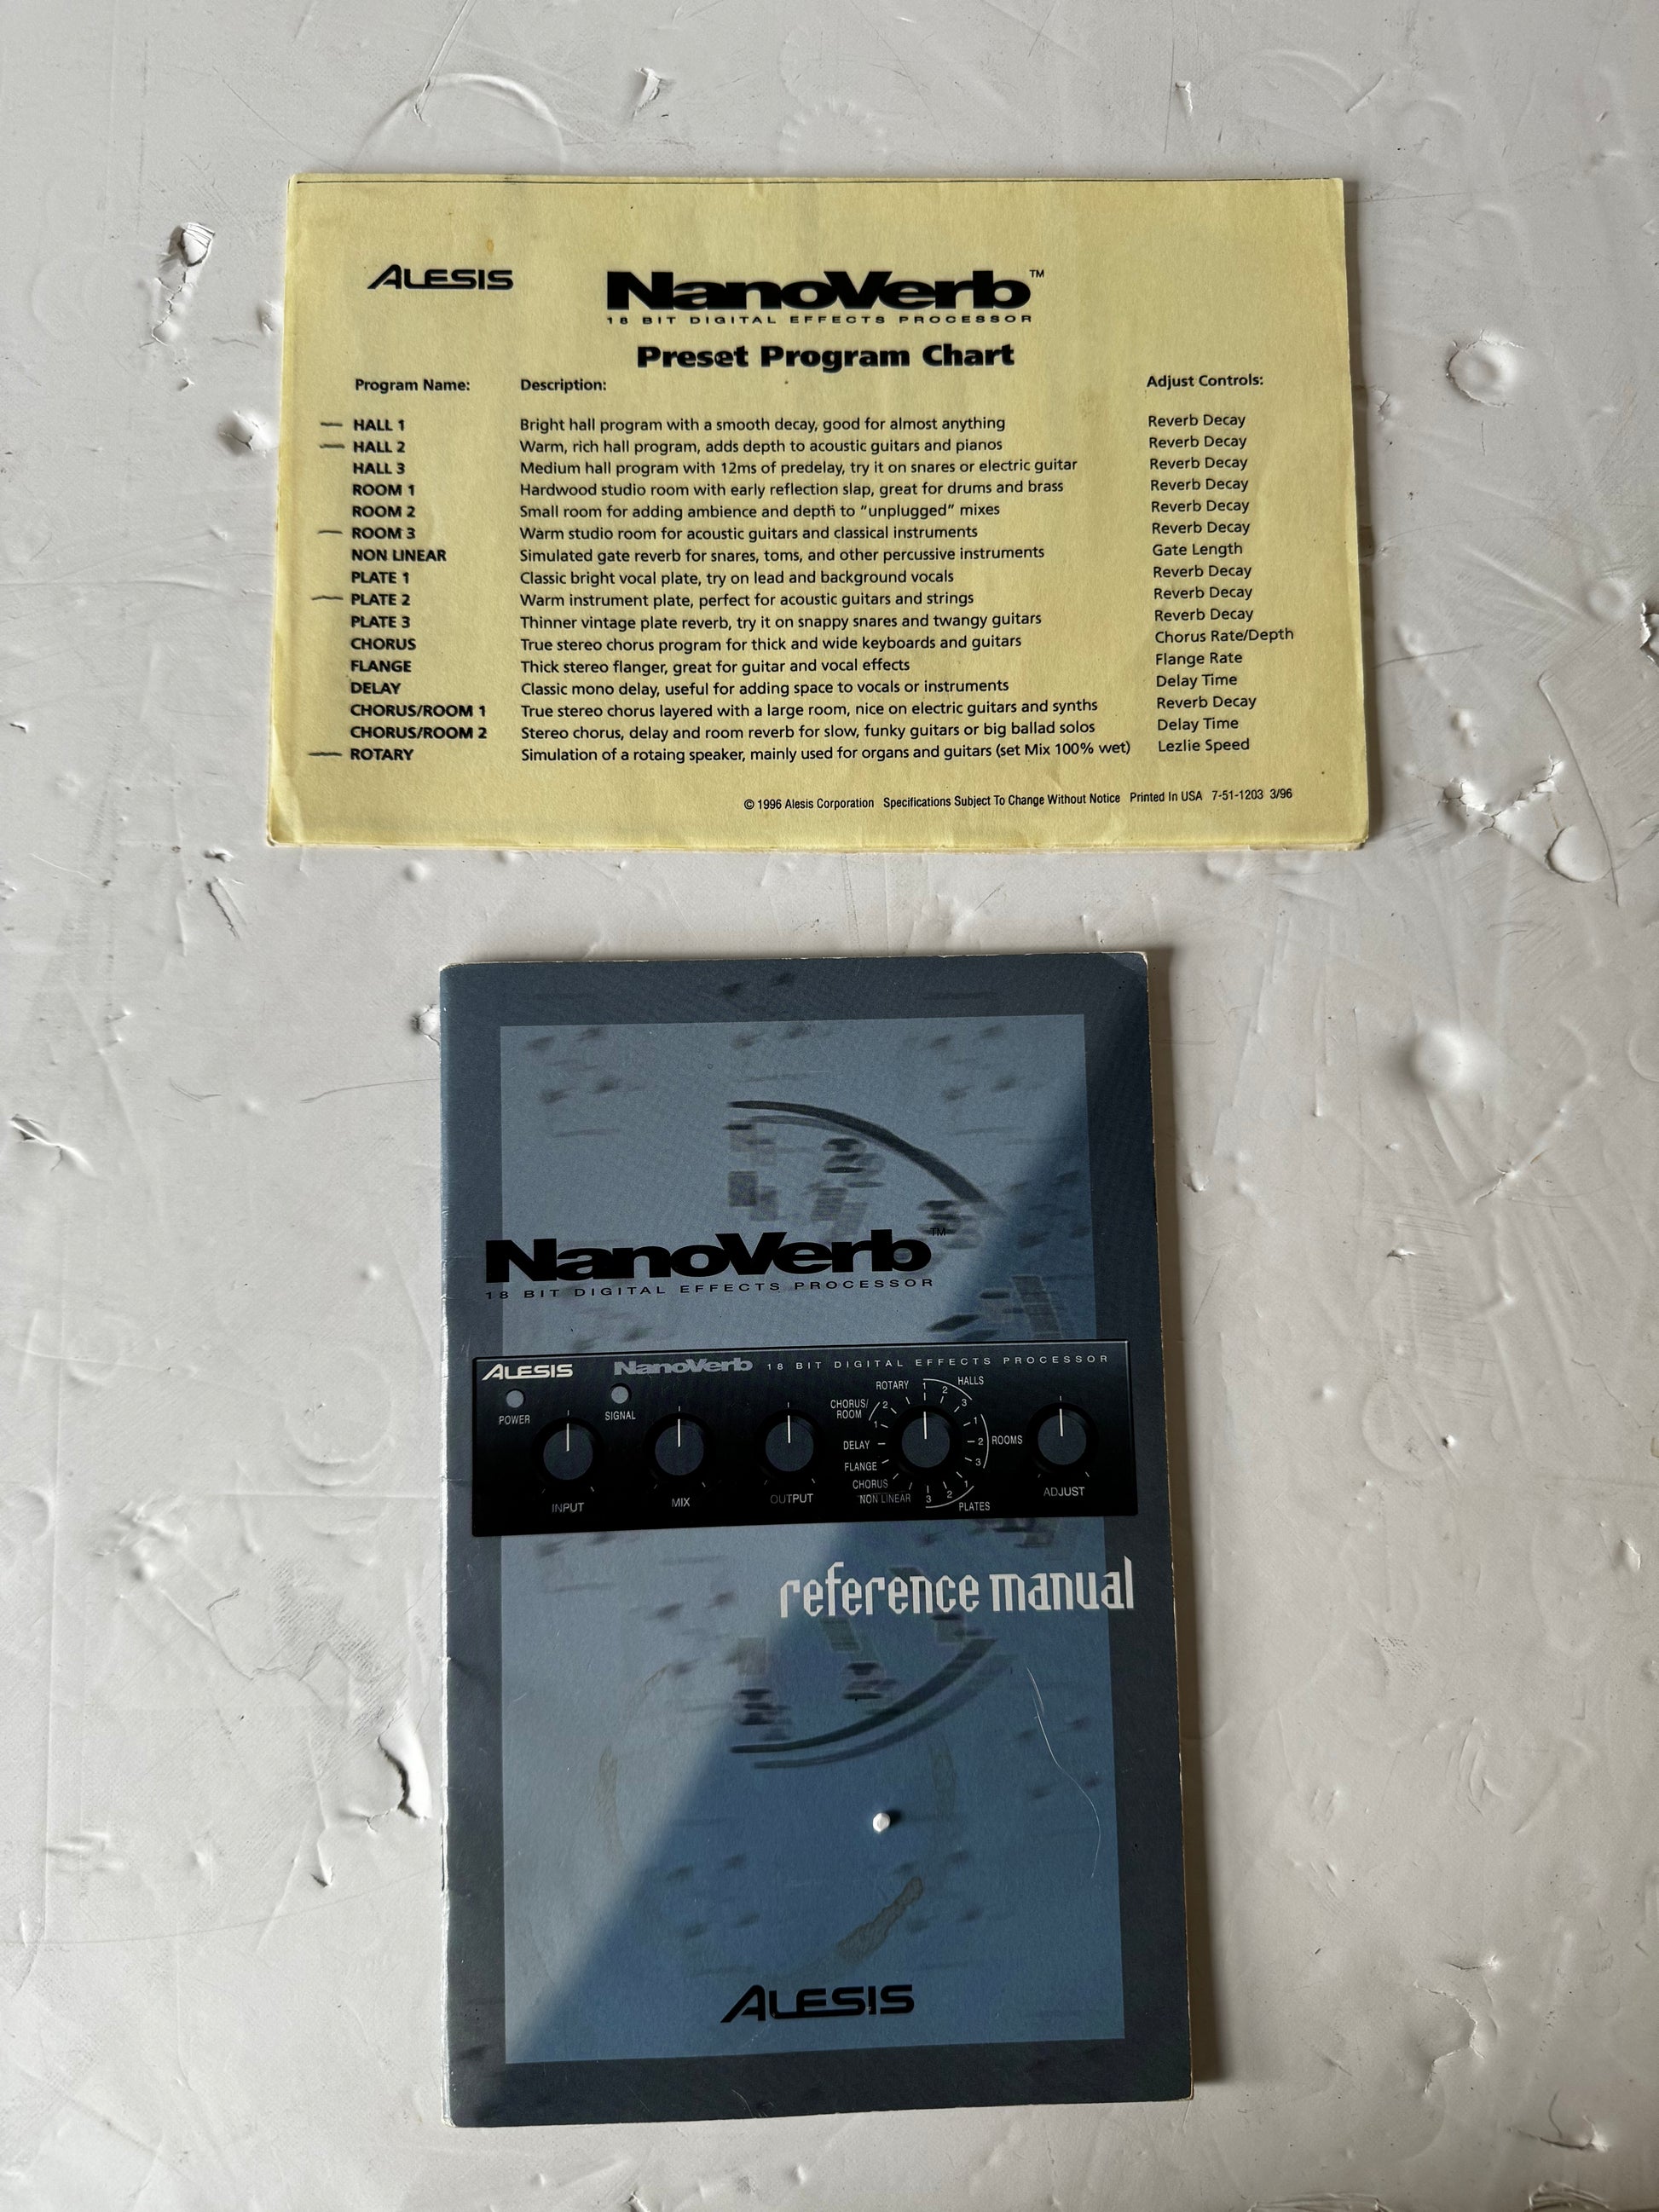 ALESIS
NanoVerb™
18 BIT DIGITAL EFFECTS PROCESSOR
Preset Program Chart
Program Name: Description: Adjust Controls:
HALL 1 Bright hall program with a smooth decay, good for almost anything Reverb Decay
HALL 2 Warm, rich hall program, adds depth to acoustic guitars and pianos Reverb Decay
HALL 3 Medium hall program with 12ms of predelay, try it on snares or electric guitar Reverb Decay
ROOM 1 Hardwood studio room with early reflection slap, great for drums and brass Reverb Decay
ROOM 2 Small room for adding ambience and depth to "unplugged" mixes Reverb Decay
ROOM 3 Warm studio room for acoustic guitars and classical instruments Reverb Decay
NON LINEAR Simulated gate reverb for snares, toms, and other percussive instruments Gate Length
PLATE 1 Classic bright vocal plate, try on lead and background vocals Reverb Decay
PLATE 2 Warm instrument plate, perfect for acoustic guitars and strings Reverb Decay
PLATE 3 Thinner vintage plate reverb, try it on snappy snares and twangy guitars Reverb Decay
CHORUS True stereo chorus program for thick and wide keyboards and guitars Chorus Rate/Depth
FLANGE Thick stereo flanger, great for guitar and vocal effects Flange Rate
DELAY Classic mono delay, useful for adding space to vocals or instruments Delay Time
CHORUS/ROOM 1 True stereo chorus layered with a large room, nice on electric guitars and synths Reverb Decay
CHORUS/ROOM 2 Stereo chorus, delay and room reverb for slow, funky guitars or big ballad solos Delay Time
ROTARY Simulation of a rotaing speaker, mainly used for organs and guitars (set Mix 100% wet) Lezlie Speed
© 1996 Alesis Corporation Specifications Subject To Change Without Notice Printed In USA 7-51-1203 3/96
NanoVerb™
18 BIT DIGITAL EFFECTS PROCESSOR
ALESIS NanoVerb 18 BIT DIGITAL EFFECTS PROCESSOR
POWER SIGNAL
INPUT MIX OUTPUT
ROTARY 1 2 3 HALLS
CHORUS/
ROOM 2 1
1 2 3 ROOMS
DELAY
FLANGE
CHORUS
NON LINEAR 3 2 1 PLATES
ADJUST
reference manual
ALESIS